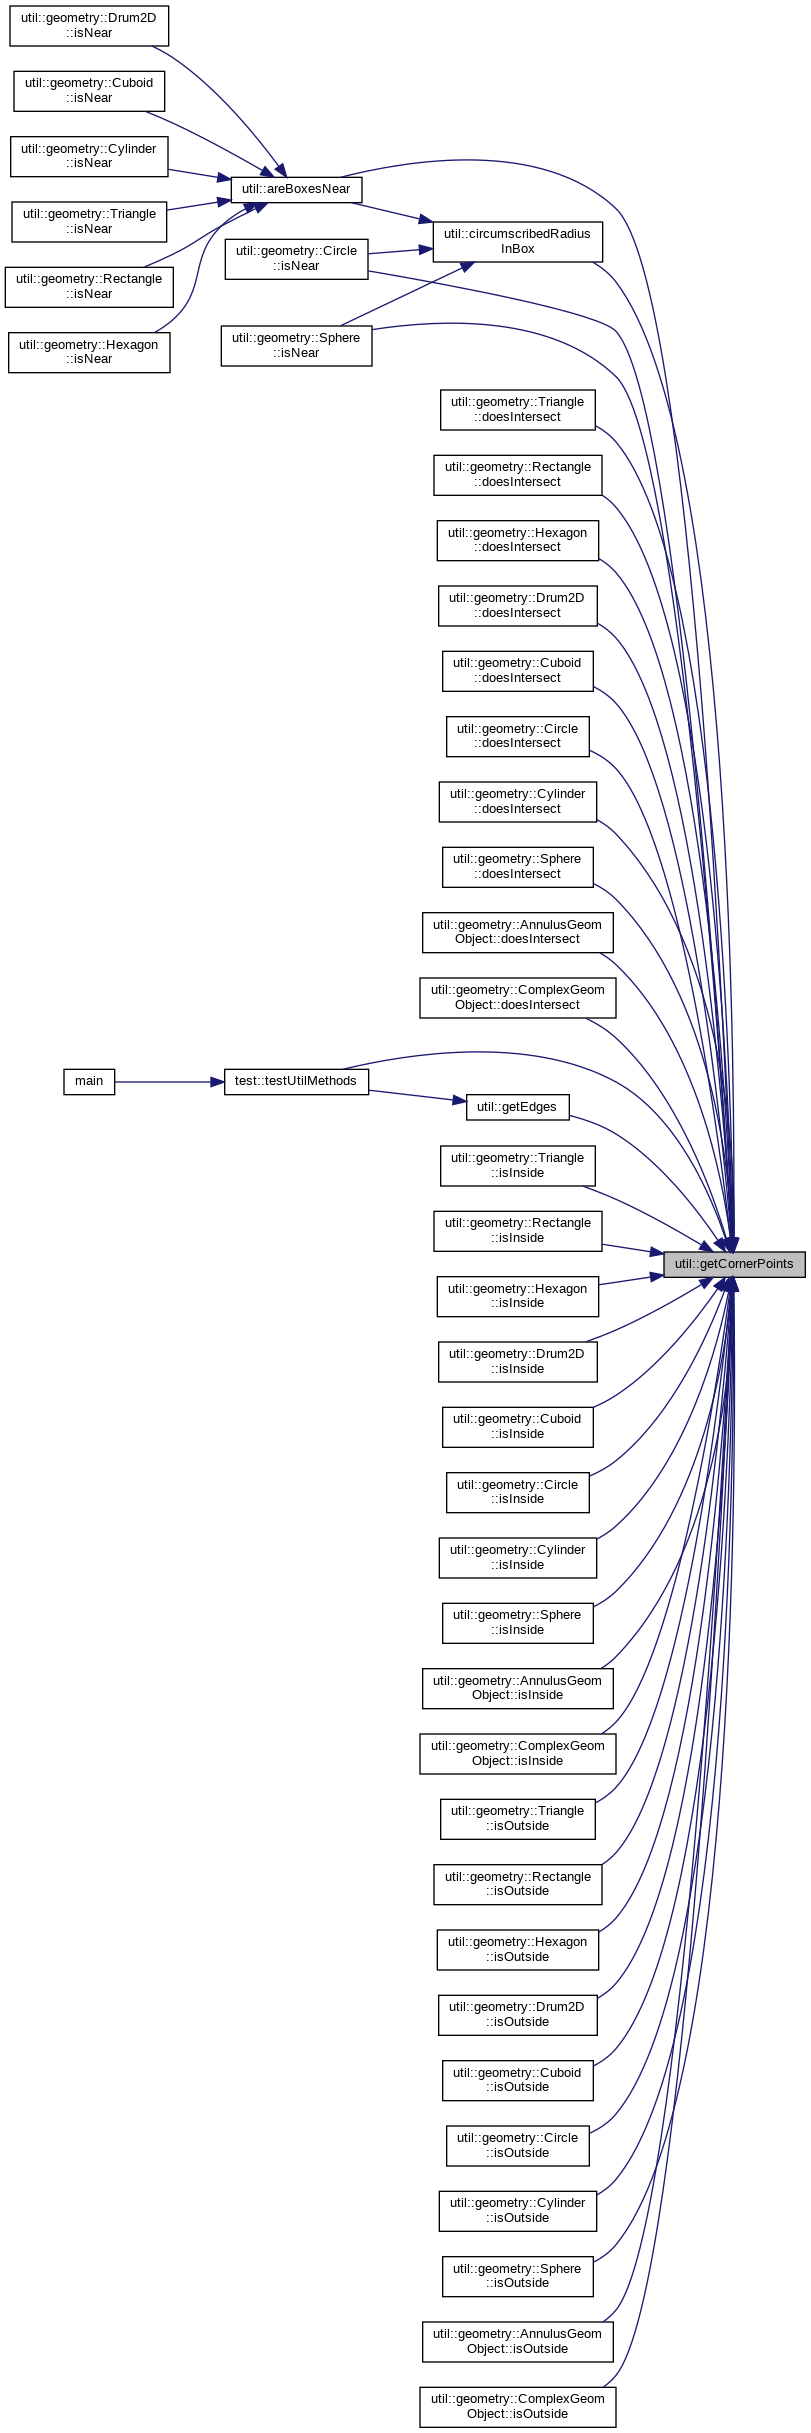 util::geometry::Drum2D
::isNear
util::geometry::Cuboid
::isNear
util::geometry::Cylinder
::isNear
util::geometry::Triangle
::isNear
util::geometry::Rectangle
::isNear
util::geometry::Hexagon
::isNear
util::areBoxesNear
util::geometry::Circle
::isNear
util::geometry::Sphere
::isNear
util::circumscribedRadius
InBox
util::geometry::Triangle
::doesIntersect
util::geometry::Rectangle
::doesIntersect
util::geometry::Hexagon
::doesIntersect
util::geometry::Drum2D
::doesIntersect
util::geometry::Cuboid
::doesIntersect
util::geometry::Circle
::doesIntersect
util::geometry::Cylinder
::doesIntersect
util::geometry::Sphere
::doesIntersect
util::geometry::AnnulusGeom
Object::doesIntersect
util::geometry::ComplexGeom
Object::doesIntersect
main
test::testUtilMethods
util::getEdges
util::geometry::Triangle
::isInside
util::geometry::Rectangle
::isInside
util::getCornerPoints
util::geometry::Hexagon
::isInside
util::geometry::Drum2D
::isInside
util::geometry::Cuboid
::isInside
util::geometry::Circle
::isInside
util::geometry::Cylinder
::isInside
util::geometry::Sphere
::isInside
util::geometry::AnnulusGeom
Object::isInside
util::geometry::ComplexGeom
Object::isInside
util::geometry::Triangle
::isOutside
util::geometry::Rectangle
::isOutside
util::geometry::Hexagon
::isOutside
util::geometry::Drum2D
::isOutside
util::geometry::Cuboid
::isOutside
util::geometry::Circle
::isOutside
util::geometry::Cylinder
::isOutside
util::geometry::Sphere
::isOutside
util::geometry::AnnulusGeom
Object::isOutside
util::geometry::ComplexGeom
Object::isOutside